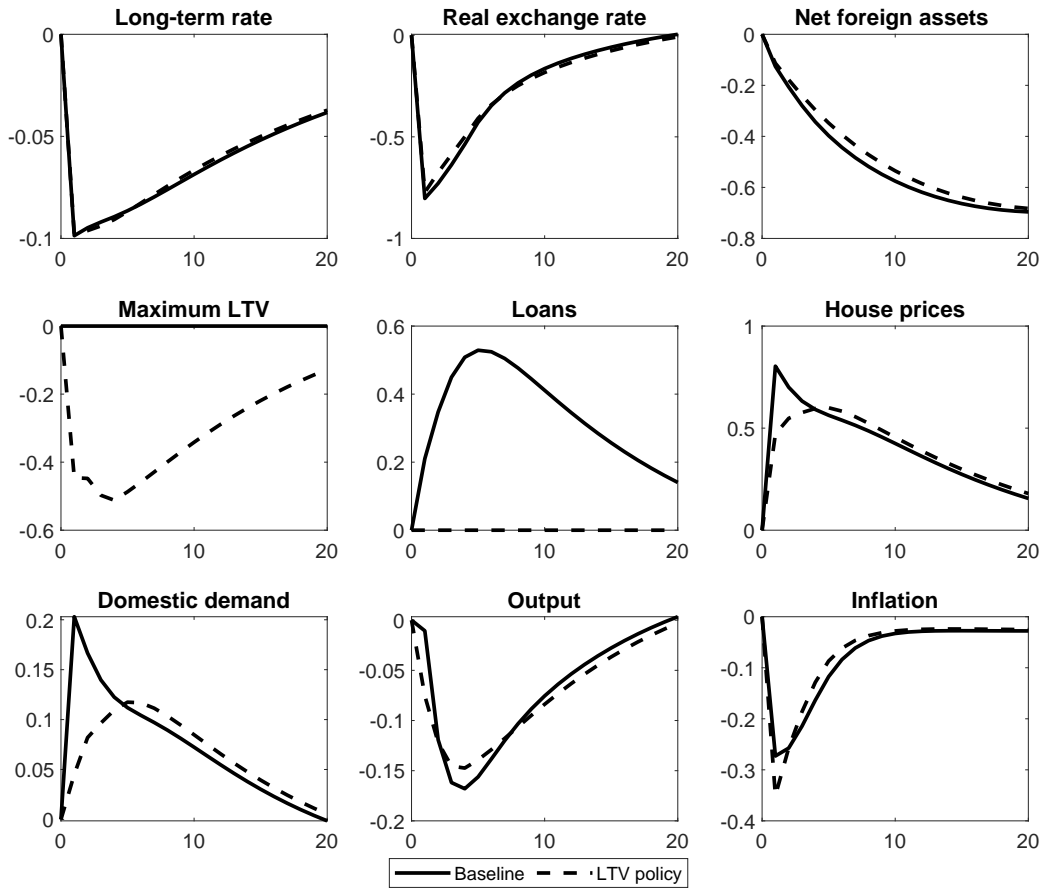 Long-term rate
0
-0.05
-0.1
0 10 20
Real exchange rate
0
-0.5
-1
0 10 20
Net foreign assets
0
-0.2
-0.4
-0.6
-0.8
0 10 20
Maximum LTV
0
-0.2
-0.4
-0.6
0 10 20
Loans
0.6
0.4
0.2
0
0 10 20
House prices
1
0.5
0
0 10 20
Domestic demand
0.2
0.15
0.1
0.05
0
0 10 20
Output
0
-0.05
-0.1
-0.15
-0.2
0 10 20
Inflation
0
-0.1
-0.2
-0.3
-0.4
0 10 20
Baseline LTV policy